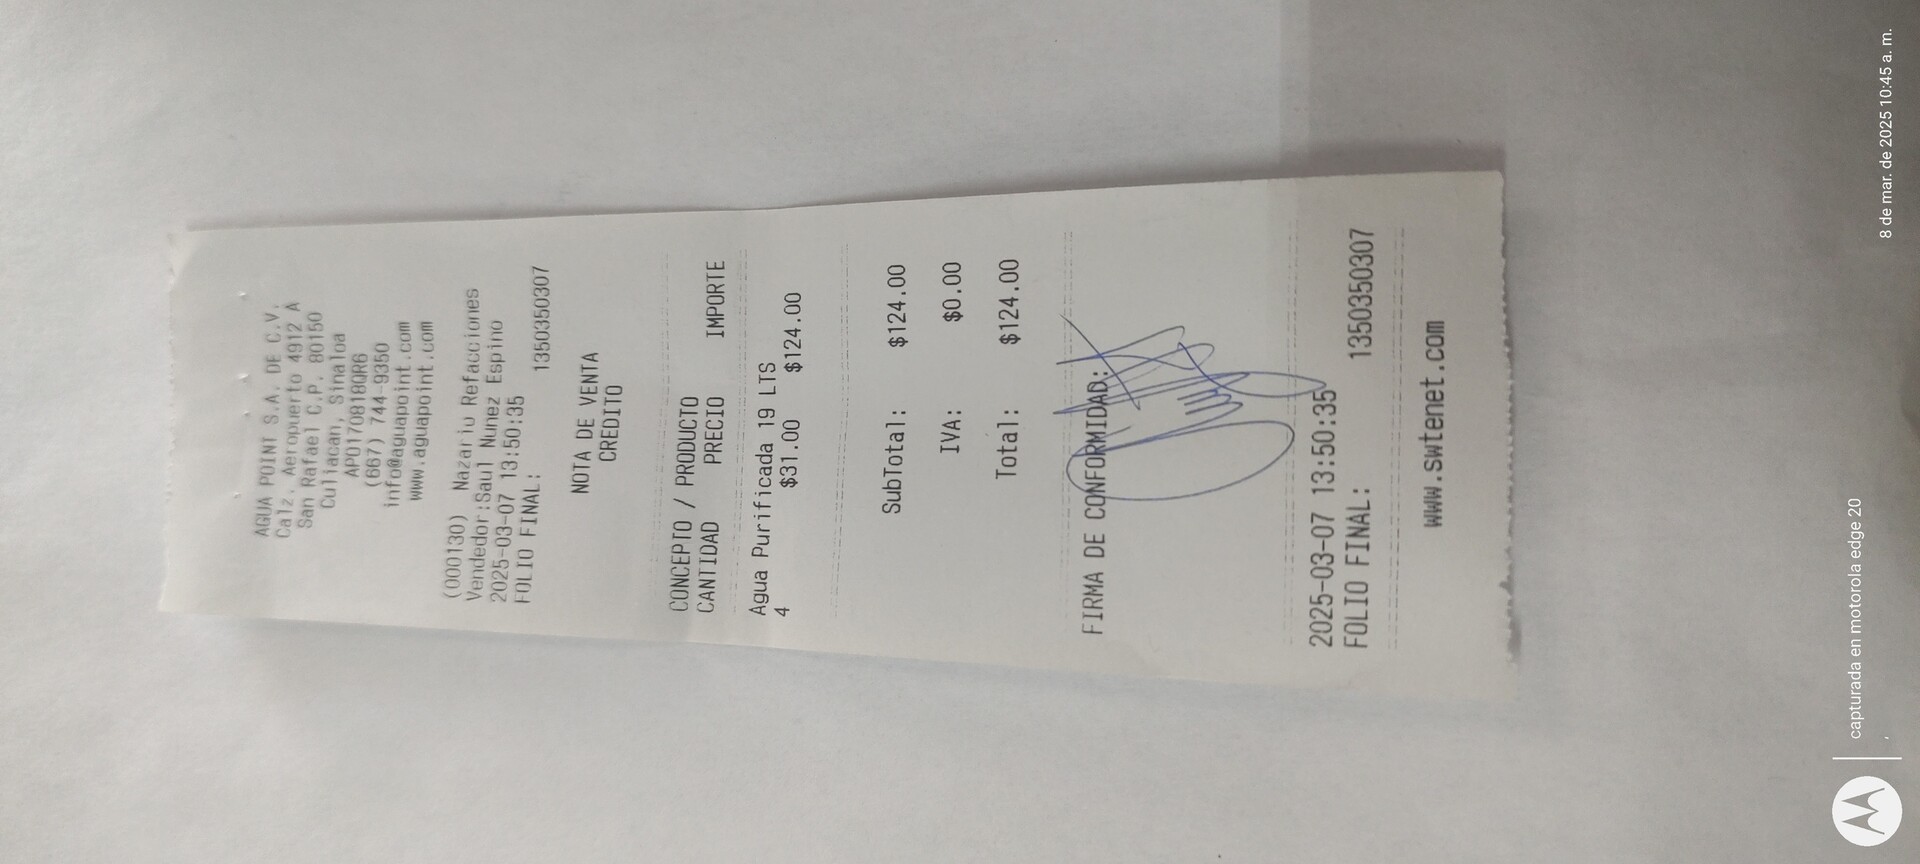 AGUA POINT S.A. DE C.V.
Calz. Aeropuerto 4912 A
San Rafael C.P. 80150
Culiacan, Sinaloa
APO170818QR6
(667) 744-9350
info@aguapoint.com
www.aguapoint.com
(000130) Nazario Refacciones
Vendedor:Saul Nunez Espino
2025-03-07 13:50:35
FOLIO FINAL: 1350350307
NOTA DE VENTA
CREDITO
CONCEPTO / PRODUCTO
CANTIDAD PRECIO IMPORTE
Agua Purificada 19 LTS
4 $31.00 $124.00
SubTotal: $124.00
IVA: $0.00
Total: $124.00
FIRMA DE CONFORMIDAD:
2025-03-07 13:50:35
FOLIO FINAL: 1350350307
www.swtenet.com
capturada en motorola edge 20
8 de mar. de 2025 10:45 a. m.